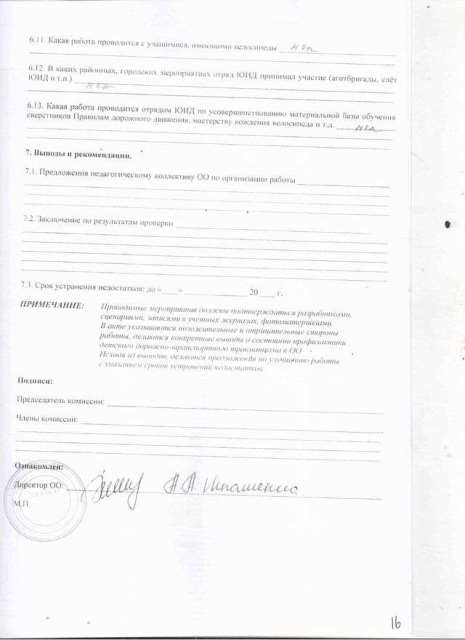 6.11. Какая работа проводится с учащимися, имеющими велосипеды нет
6.12. В каких районных, городских мероприятиях отряд ЮИД принимал участие (агитбригады, слёт
ЮИД и т.п.) нет
6.13. Какая работа проводится отрядом ЮИД по усовершенствованию материальной базы обучения
сверстников Правилам дорожного движения, мастерству вождения велосипеда и т.д. нет
7. Выводы и рекомендации.
7.1. Предложения педагогическому коллективу ОО по организации работы
7.2. Заключение по результатам проверки
7.3. Срок устранения недостатков: до « » 20 г.
ПРИМЕЧАНИЕ: Проводимые мероприятия должны подтверждаться разработками,
сценариями, записями в учетных журналах, фотоматериалами.
В акте указываются положительные и отрицательные стороны
работы, делаются конкретные выводы о состоянии профилактики
детского дорожно-транспортного травматизма в ОО
Исходя из выводов, делаются предложения по улучшению работы
с указанием сроков устранения недостатков.
Подписи:
Председатель комиссии:
Члены комиссии:
Ознакомлен:
Директор ОО А А
М.П.
16